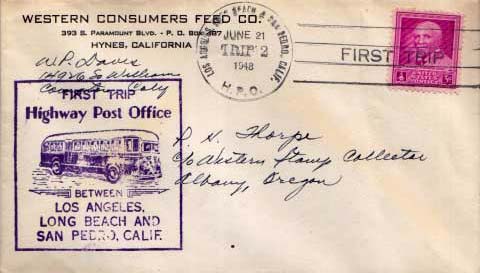 WESTERN CONSUMERS FEED CO.
393 S. PARAMOUNT BLVD. - P. O. BOX 387
HYNES, CALIFORNIA
W.P. Davis
So William
FIRST TRIP
Highway Post Office
BETWEEN
LOS ANGELES,
LONG BEACH AND
SAN PEDRO, CALIF.
LOS ANGELES, LONG BEACH & SAN PEDRO, CALIF.
JUNE 21
TRIP 2
1948
H.P.O.
FIRST TRIP
P. H. Thorpe
c/o Western Stamp Collector
Albany, Oregon